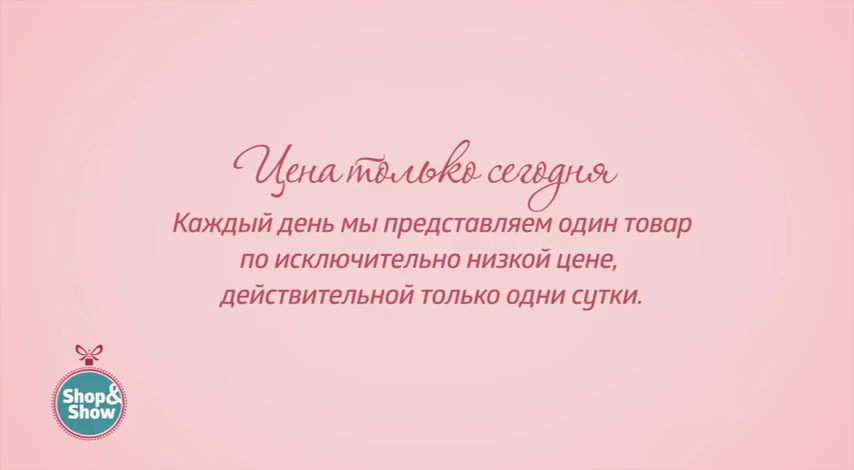 Цена только сегодня
Каждый день мы представляем один товар
по исключительно низкой цене,
действительной только одни сутки.
Shop&
Show